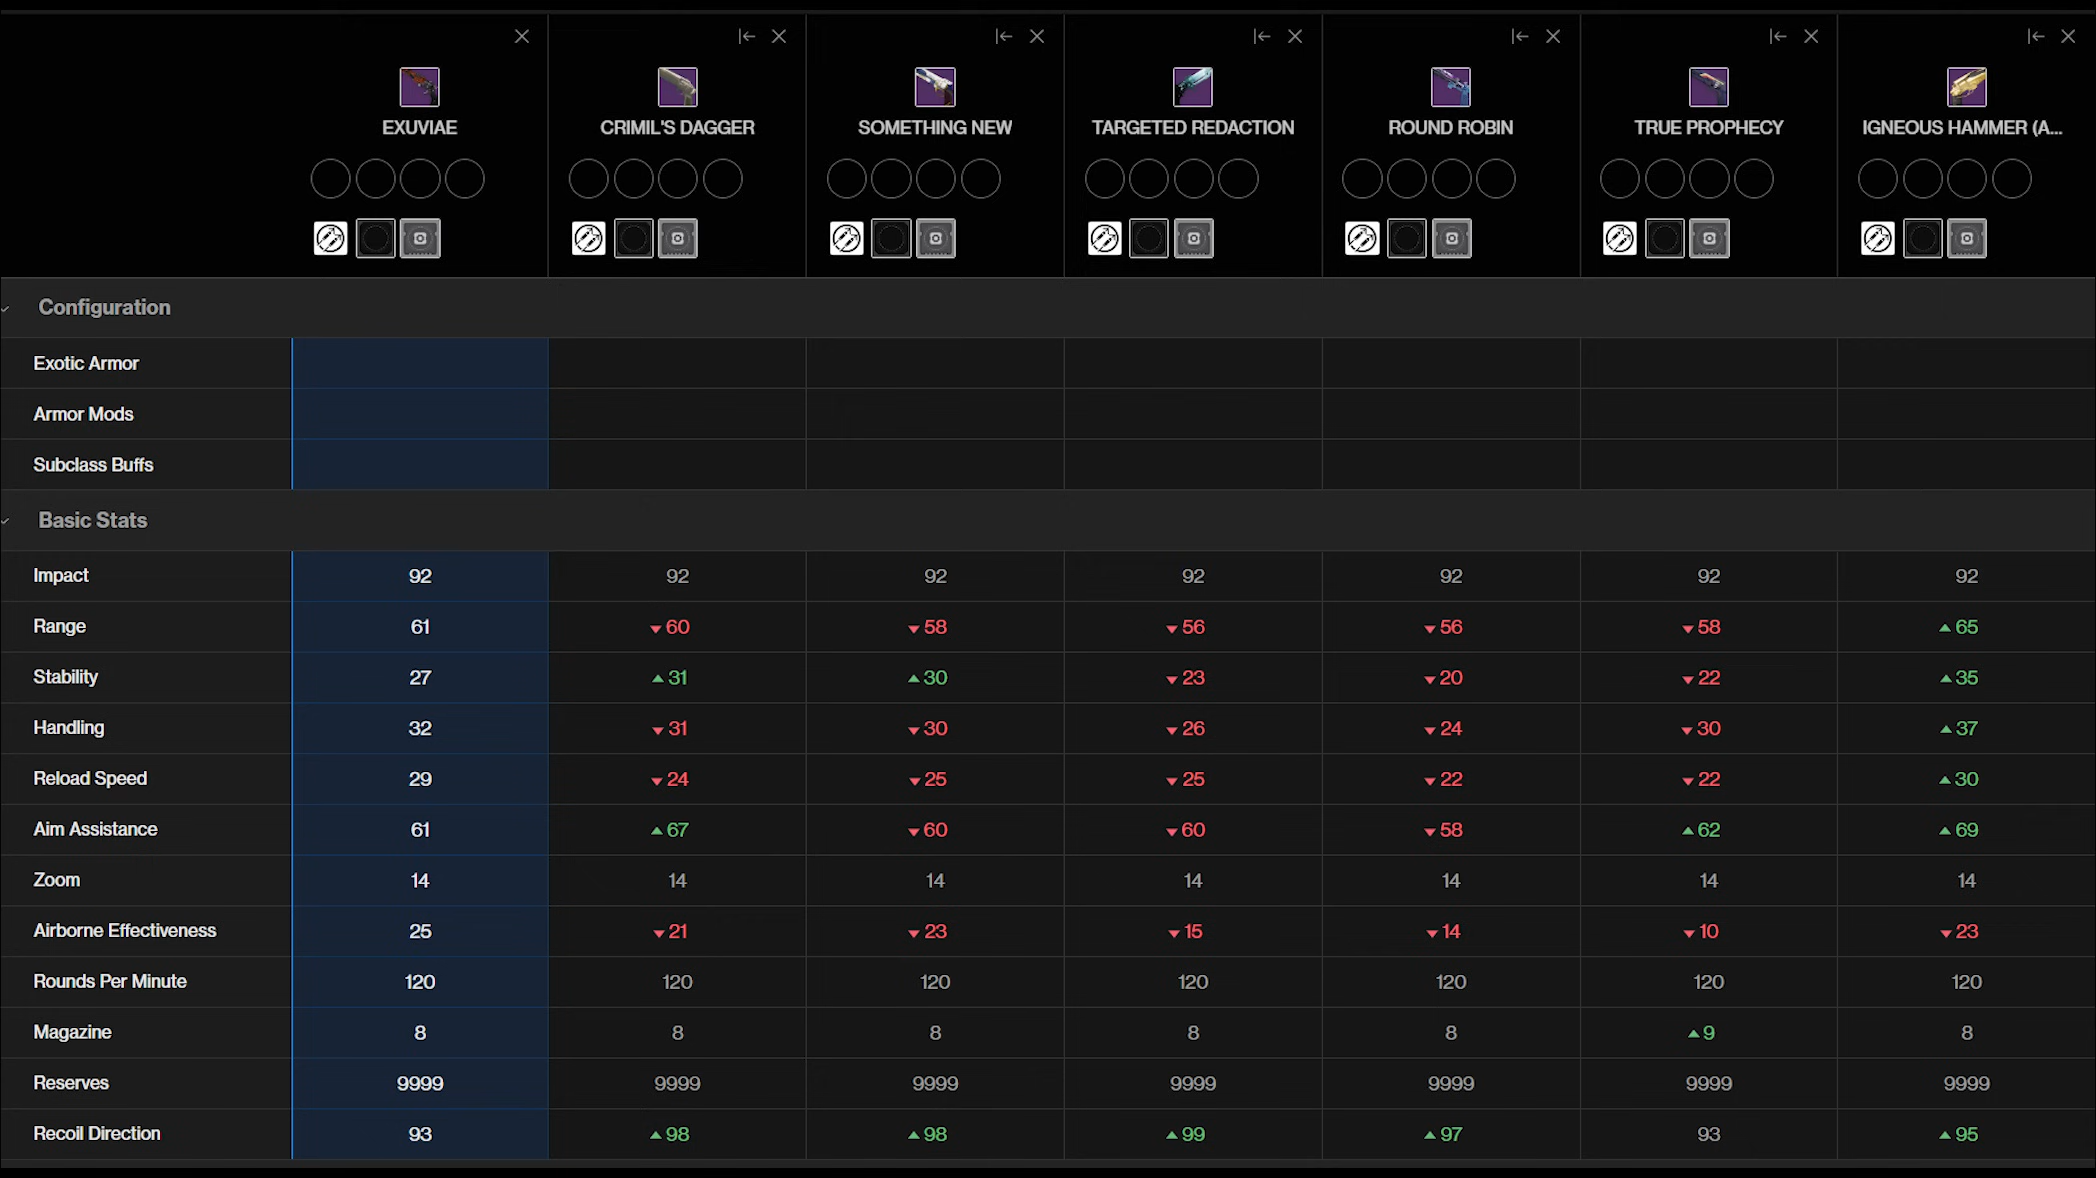 EXUVIAE CRIMIL'S DAGGER SOMETHING NEW TARGETED REDACTION ROUND ROBIN TRUE PROPHECY IGNEOUS HAMMER (A...
Configuration
Exotic Armor
Armor Mods
Subclass Buffs
Basic Stats
Impact 92 92 92 92 92 92 92
Range 61 60 58 56 56 58 65
Stability 27 31 30 23 20 22 35
Handling 32 31 30 26 24 30 37
Reload Speed 29 24 25 25 22 22 30
Aim Assistance 61 67 60 60 58 62 69
Zoom 14 14 14 14 14 14 14
Airborne Effectiveness 25 21 23 15 14 10 23
Rounds Per Minute 120 120 120 120 120 120 120
Magazine 8 8 8 8 8 9 8
Reserves 9999 9999 9999 9999 9999 9999 9999
Recoil Direction 93 98 98 99 97 93 95